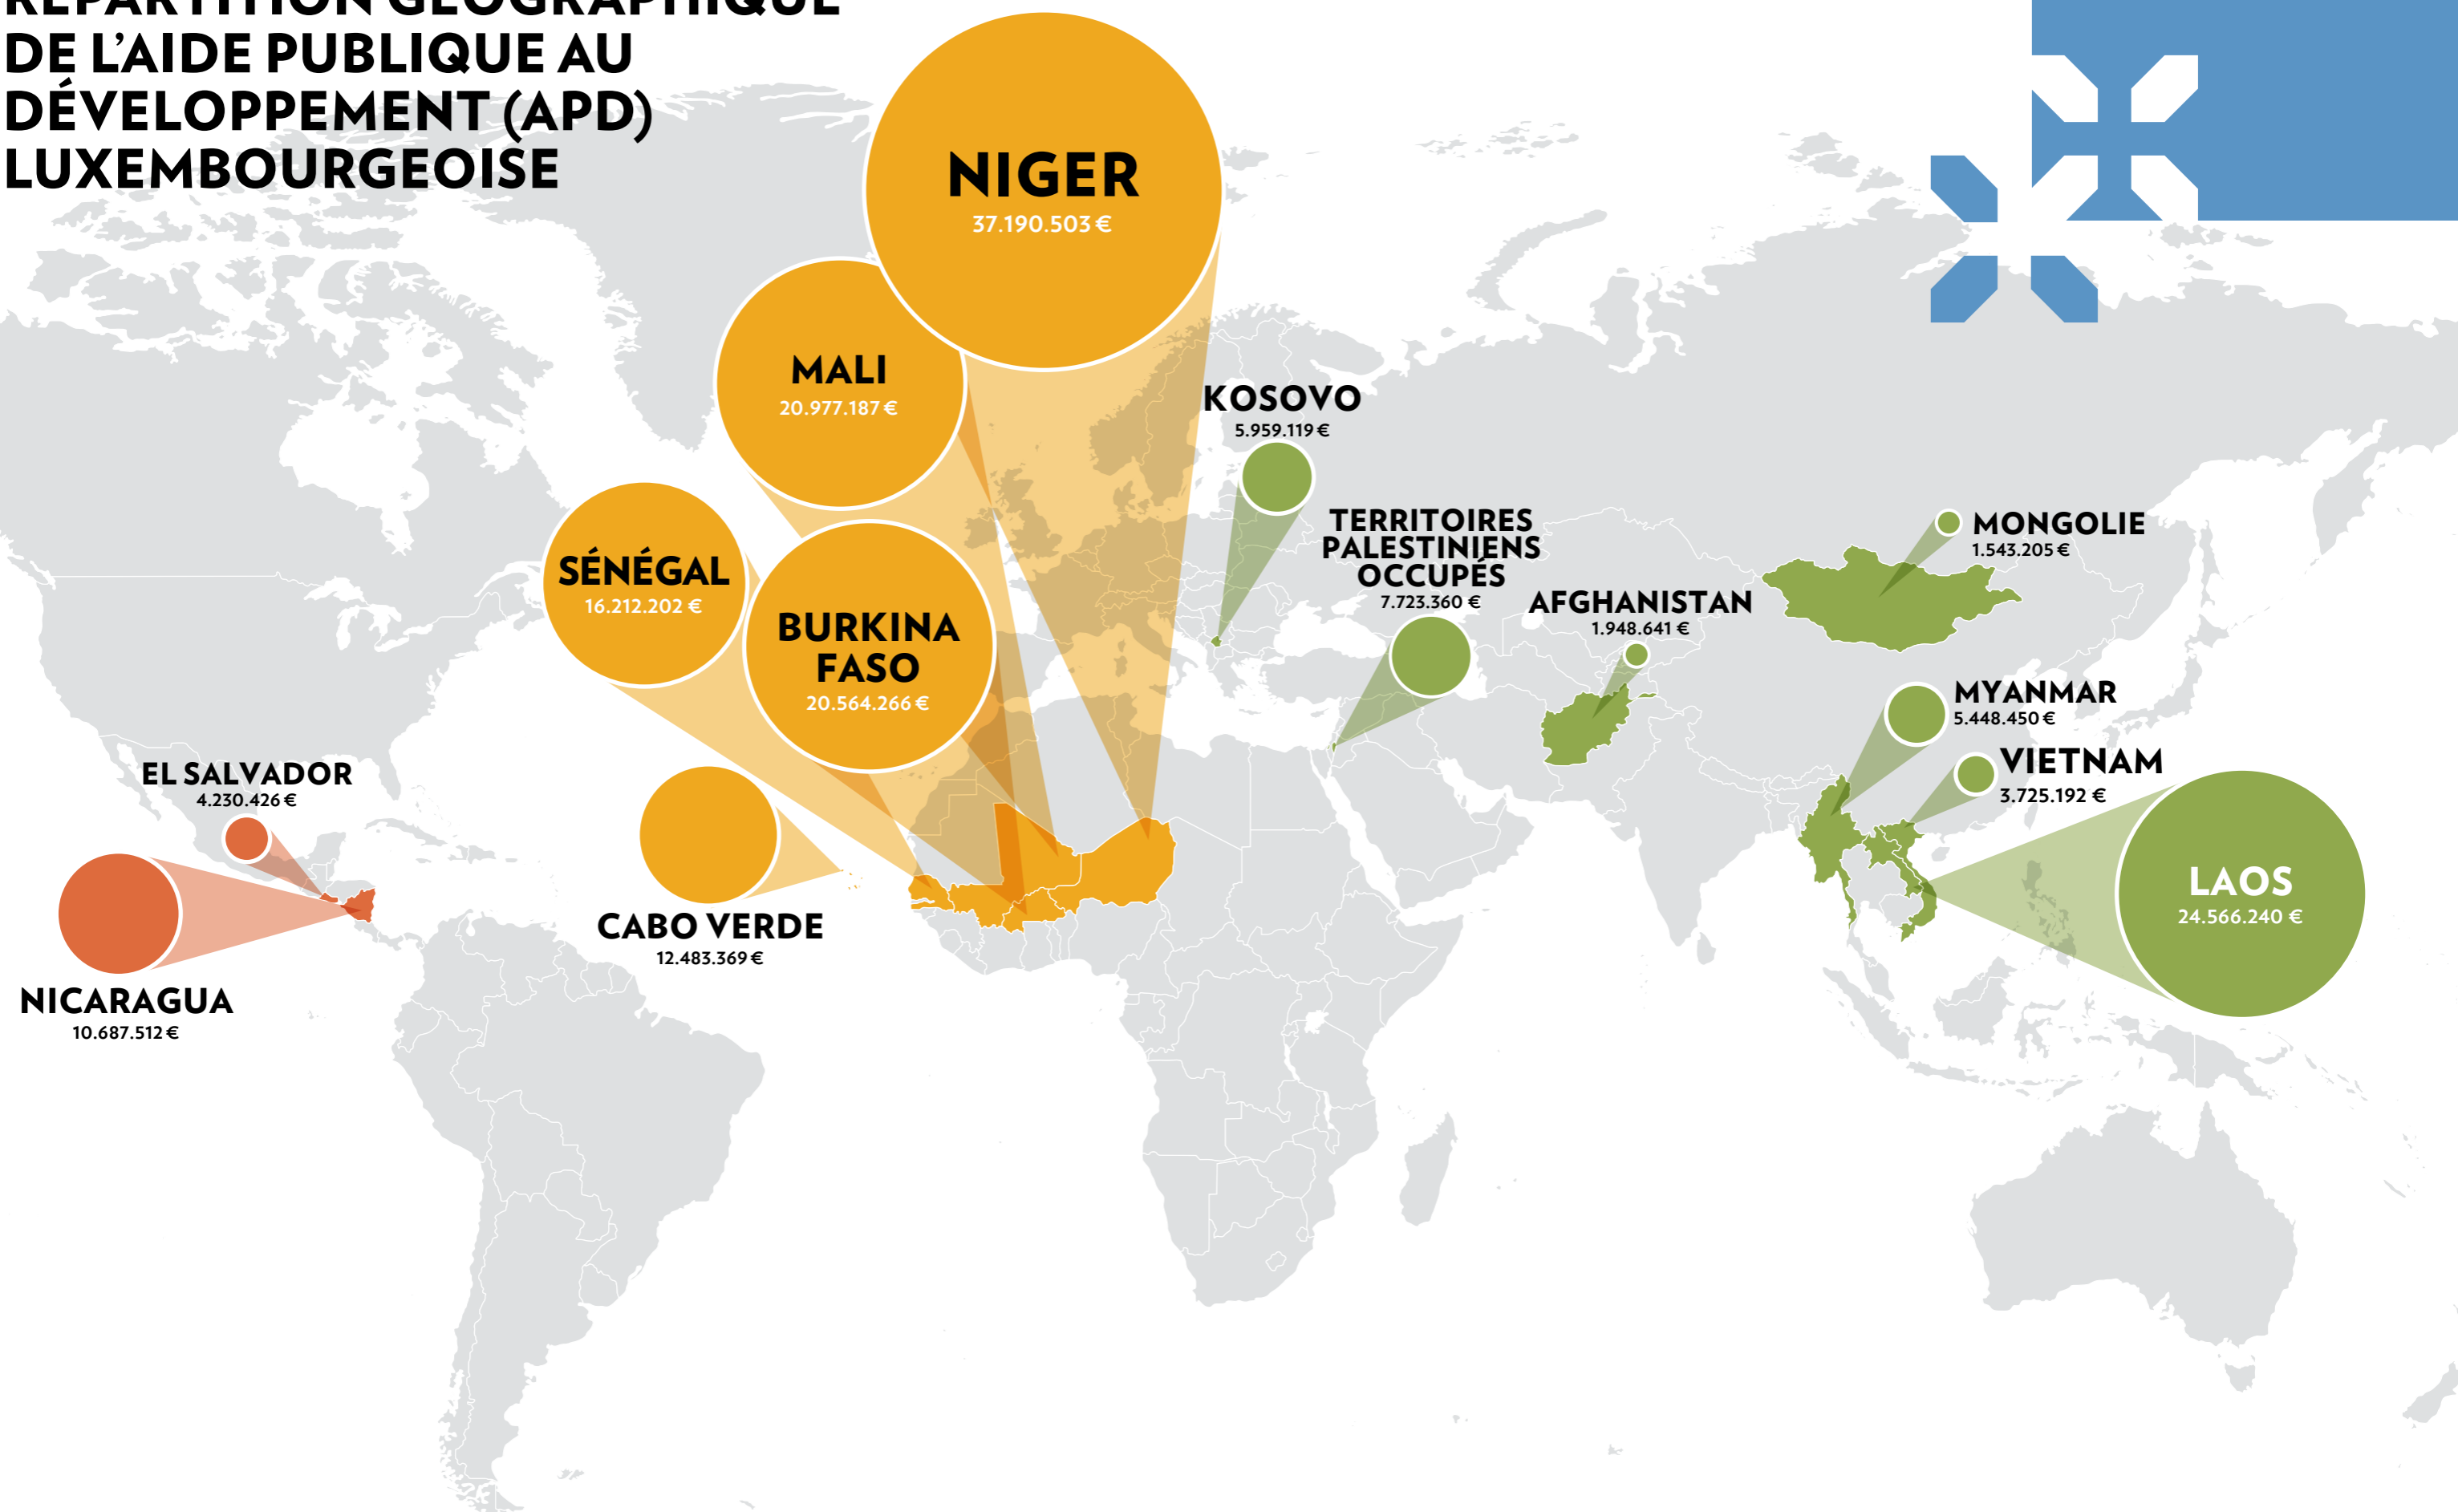 RÉPARTITION GÉOGRAPHIQUE
DE L'AIDE PUBLIQUE AU
DÉVELOPPEMENT (APD)
LUXEMBOURGEOISE
NIGER
37.190.503 €
MALI
20.977.187 €
KOSOVO
5.959.119 €
SÉNÉGAL
16.212.202 €
BURKINA
FASO
20.564.266 €
TERRITOIRES
PALESTINIENS
OCCUPÉS
7.723.360 €
AFGHANISTAN
1.948.641 €
MONGOLIE
1.543.205 €
MYANMAR
5.448.450 €
VIETNAM
3.725.192 €
LAOS
24.566.240 €
EL SALVADOR
4.230.426 €
NICARAGUA
10.687.512 €
CABO VERDE
12.483.369 €